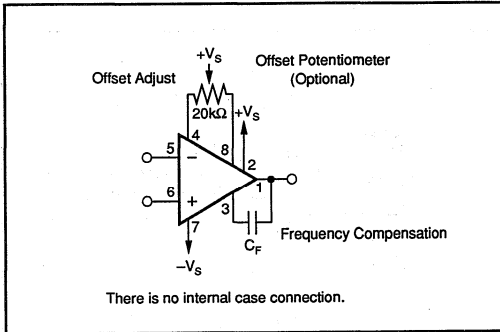 +VS
Offset Potentiometer
(Optional)
Offset Adjust
20kΩ
+VS
4
5
−
8
2
1
6
+
3
7
CF
Frequency Compensation
−VS
There is no internal case connection.